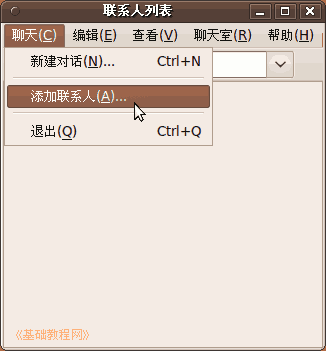 联系人列表
聊天(C) 编辑(E) 查看(V) 聊天室(R) 帮助(H)
新建对话(N)... Ctrl+N
添加联系人(A)...
退出(Q) Ctrl+Q
《基础教程网》